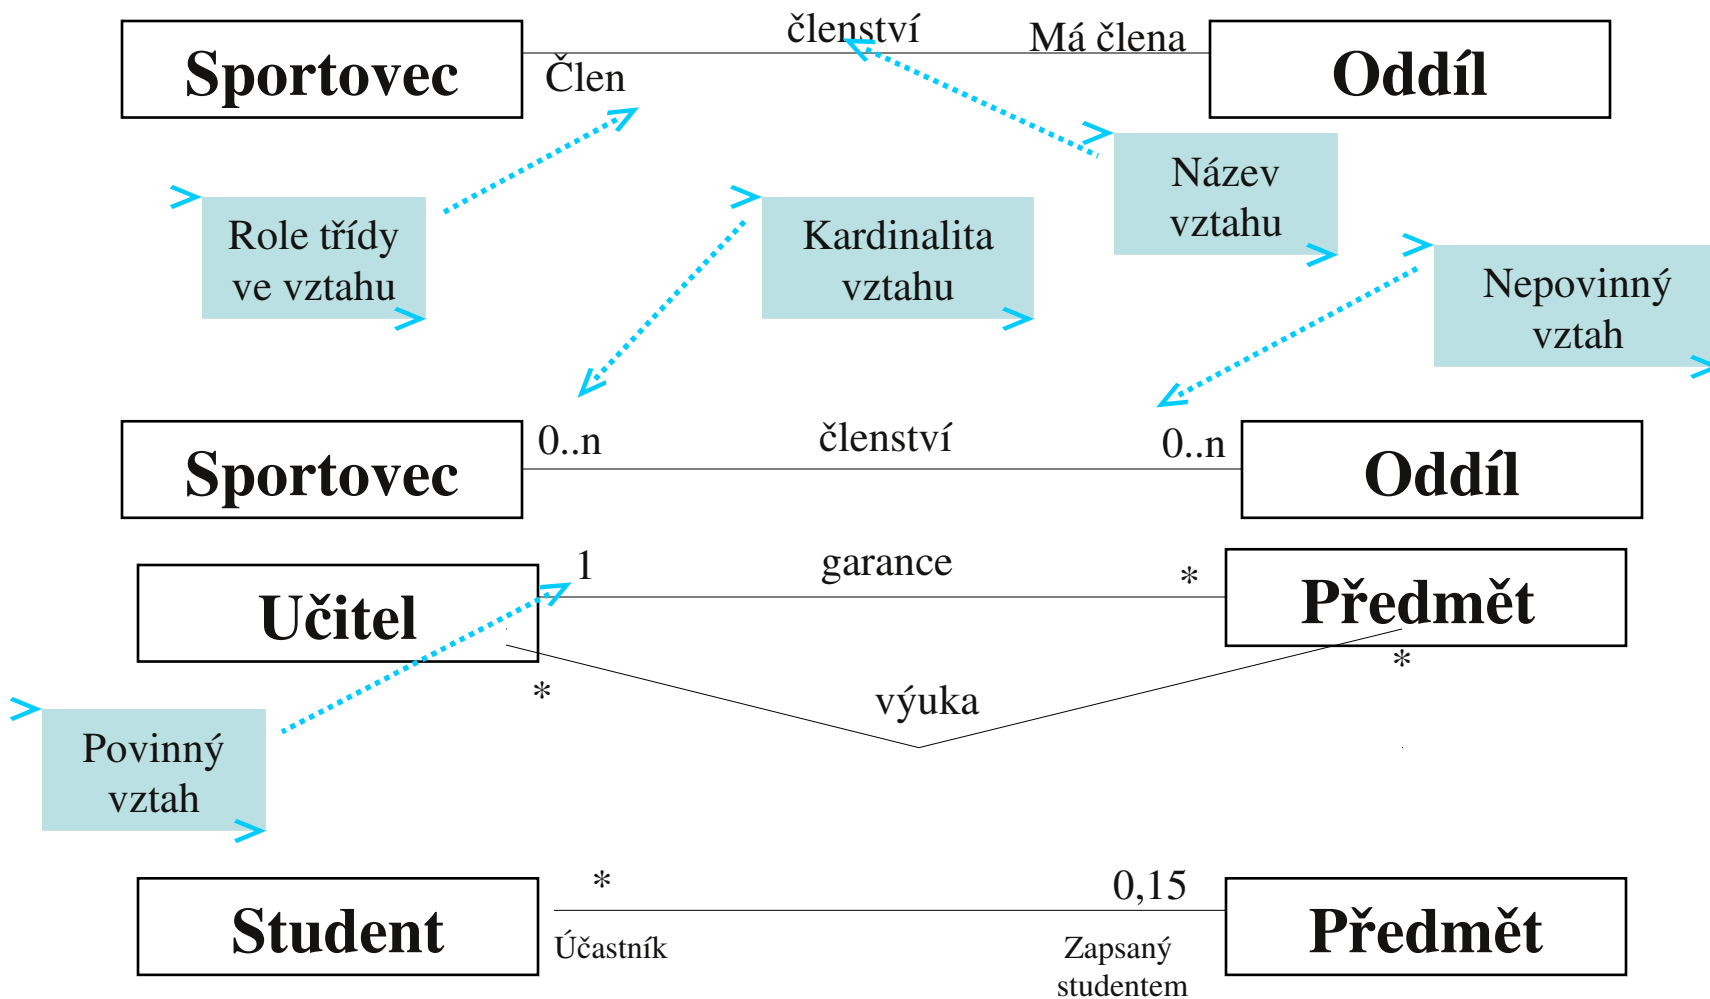 členství
Má člena
Sportovec
Oddíl
Člen
Název
vztahu
Role třídy
ve vztahu
Kardinalita
vztahu
Nepovinný
vztah
0..n
členství
0..n
Sportovec
Oddíl
1
garance
*
Učitel
Předmět
*
výuka
*
Povinný
vztah
*
0,15
Student
Předmět
Účastník
Zapsaný
studentem